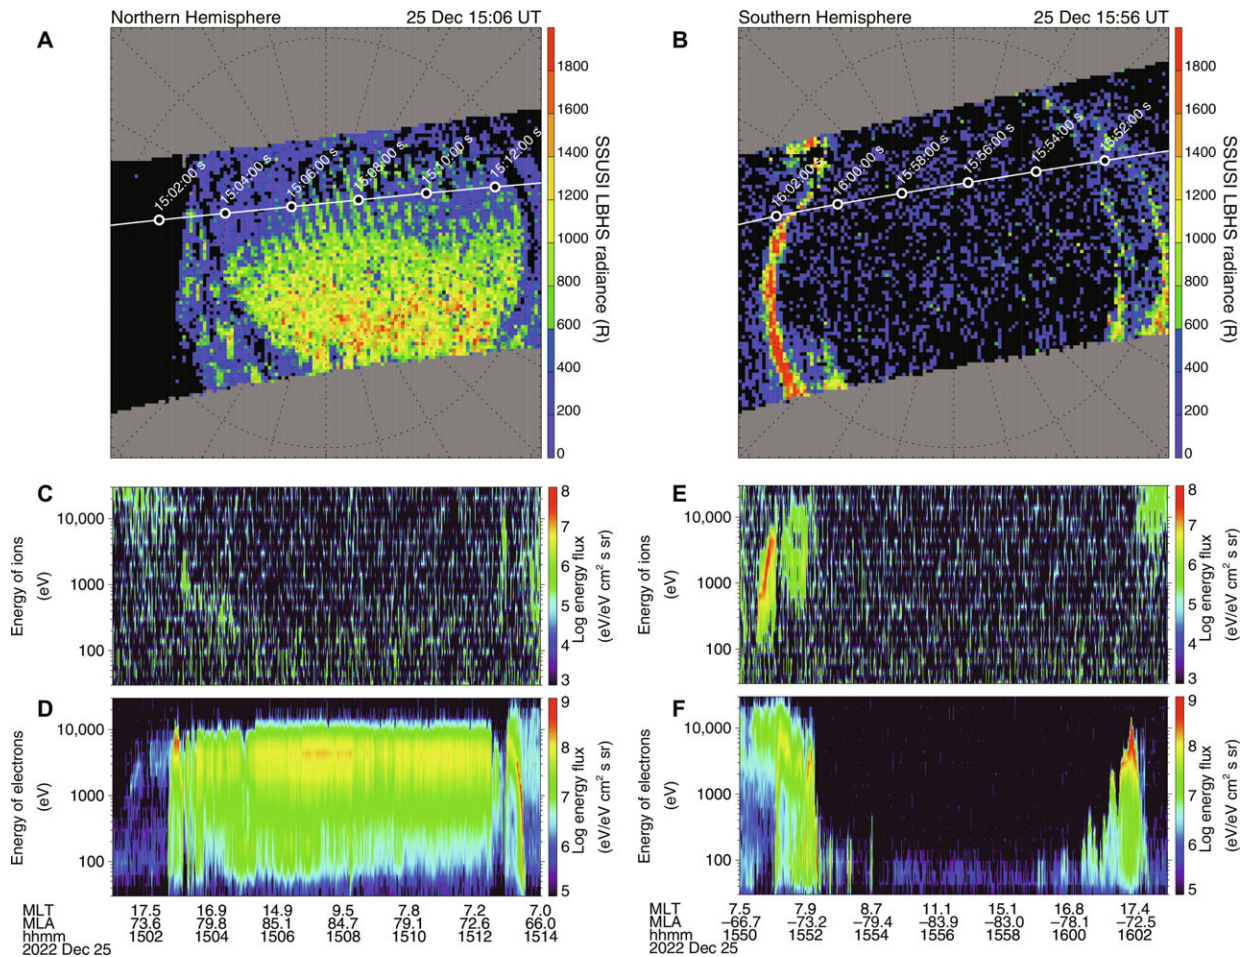 Northern Hemisphere 25 Dec 15:06 UT
A
15:02:00 s
15:04:00 s
15:06:00 s
15:08:00 s
15:10:00 s
15:12:00 s
1800
1600
1400
1200
1000
800
600
400
200
0
SSUSI LBHS radiance (R)
Southern Hemisphere 25 Dec 15:56 UT
B
16:02:00 s
16:00:00 s
15:58:00 s
15:56:00 s
15:54:00 s
15:52:00 s
1800
1600
1400
1200
1000
800
600
400
200
0
SSUSI LBHS radiance (R)
C
Energy of ions
(eV)
10,000
1000
100
8
7
6
5
4
3
Log energy flux
(eV/eV cm² s sr)
E
Energy of ions
(eV)
10,000
1000
100
8
7
6
5
4
3
Log energy flux
(eV/eV cm² s sr)
D
Energy of electrons
(eV)
10,000
1000
100
9
8
7
6
5
Log energy flux
(eV/eV cm² s sr)
F
Energy of electrons
(eV)
10,000
1000
100
9
8
7
6
5
Log energy flux
(eV/eV cm² s sr)
MLT 17.5 16.9 14.9 9.5 7.8 7.2 7.0
MLA 73.6 79.8 85.1 84.7 79.1 72.6 66.0
hhmm 1502 1504 1506 1508 1510 1512 1514
2022 Dec 25
MLT 7.5 7.9 8.7 11.1 15.1 16.8 17.4
MLA −66.7 −73.2 −79.4 −83.9 −83.0 −78.1 −72.5
hhmm 1550 1552 1554 1556 1558 1600 1602
2022 Dec 25